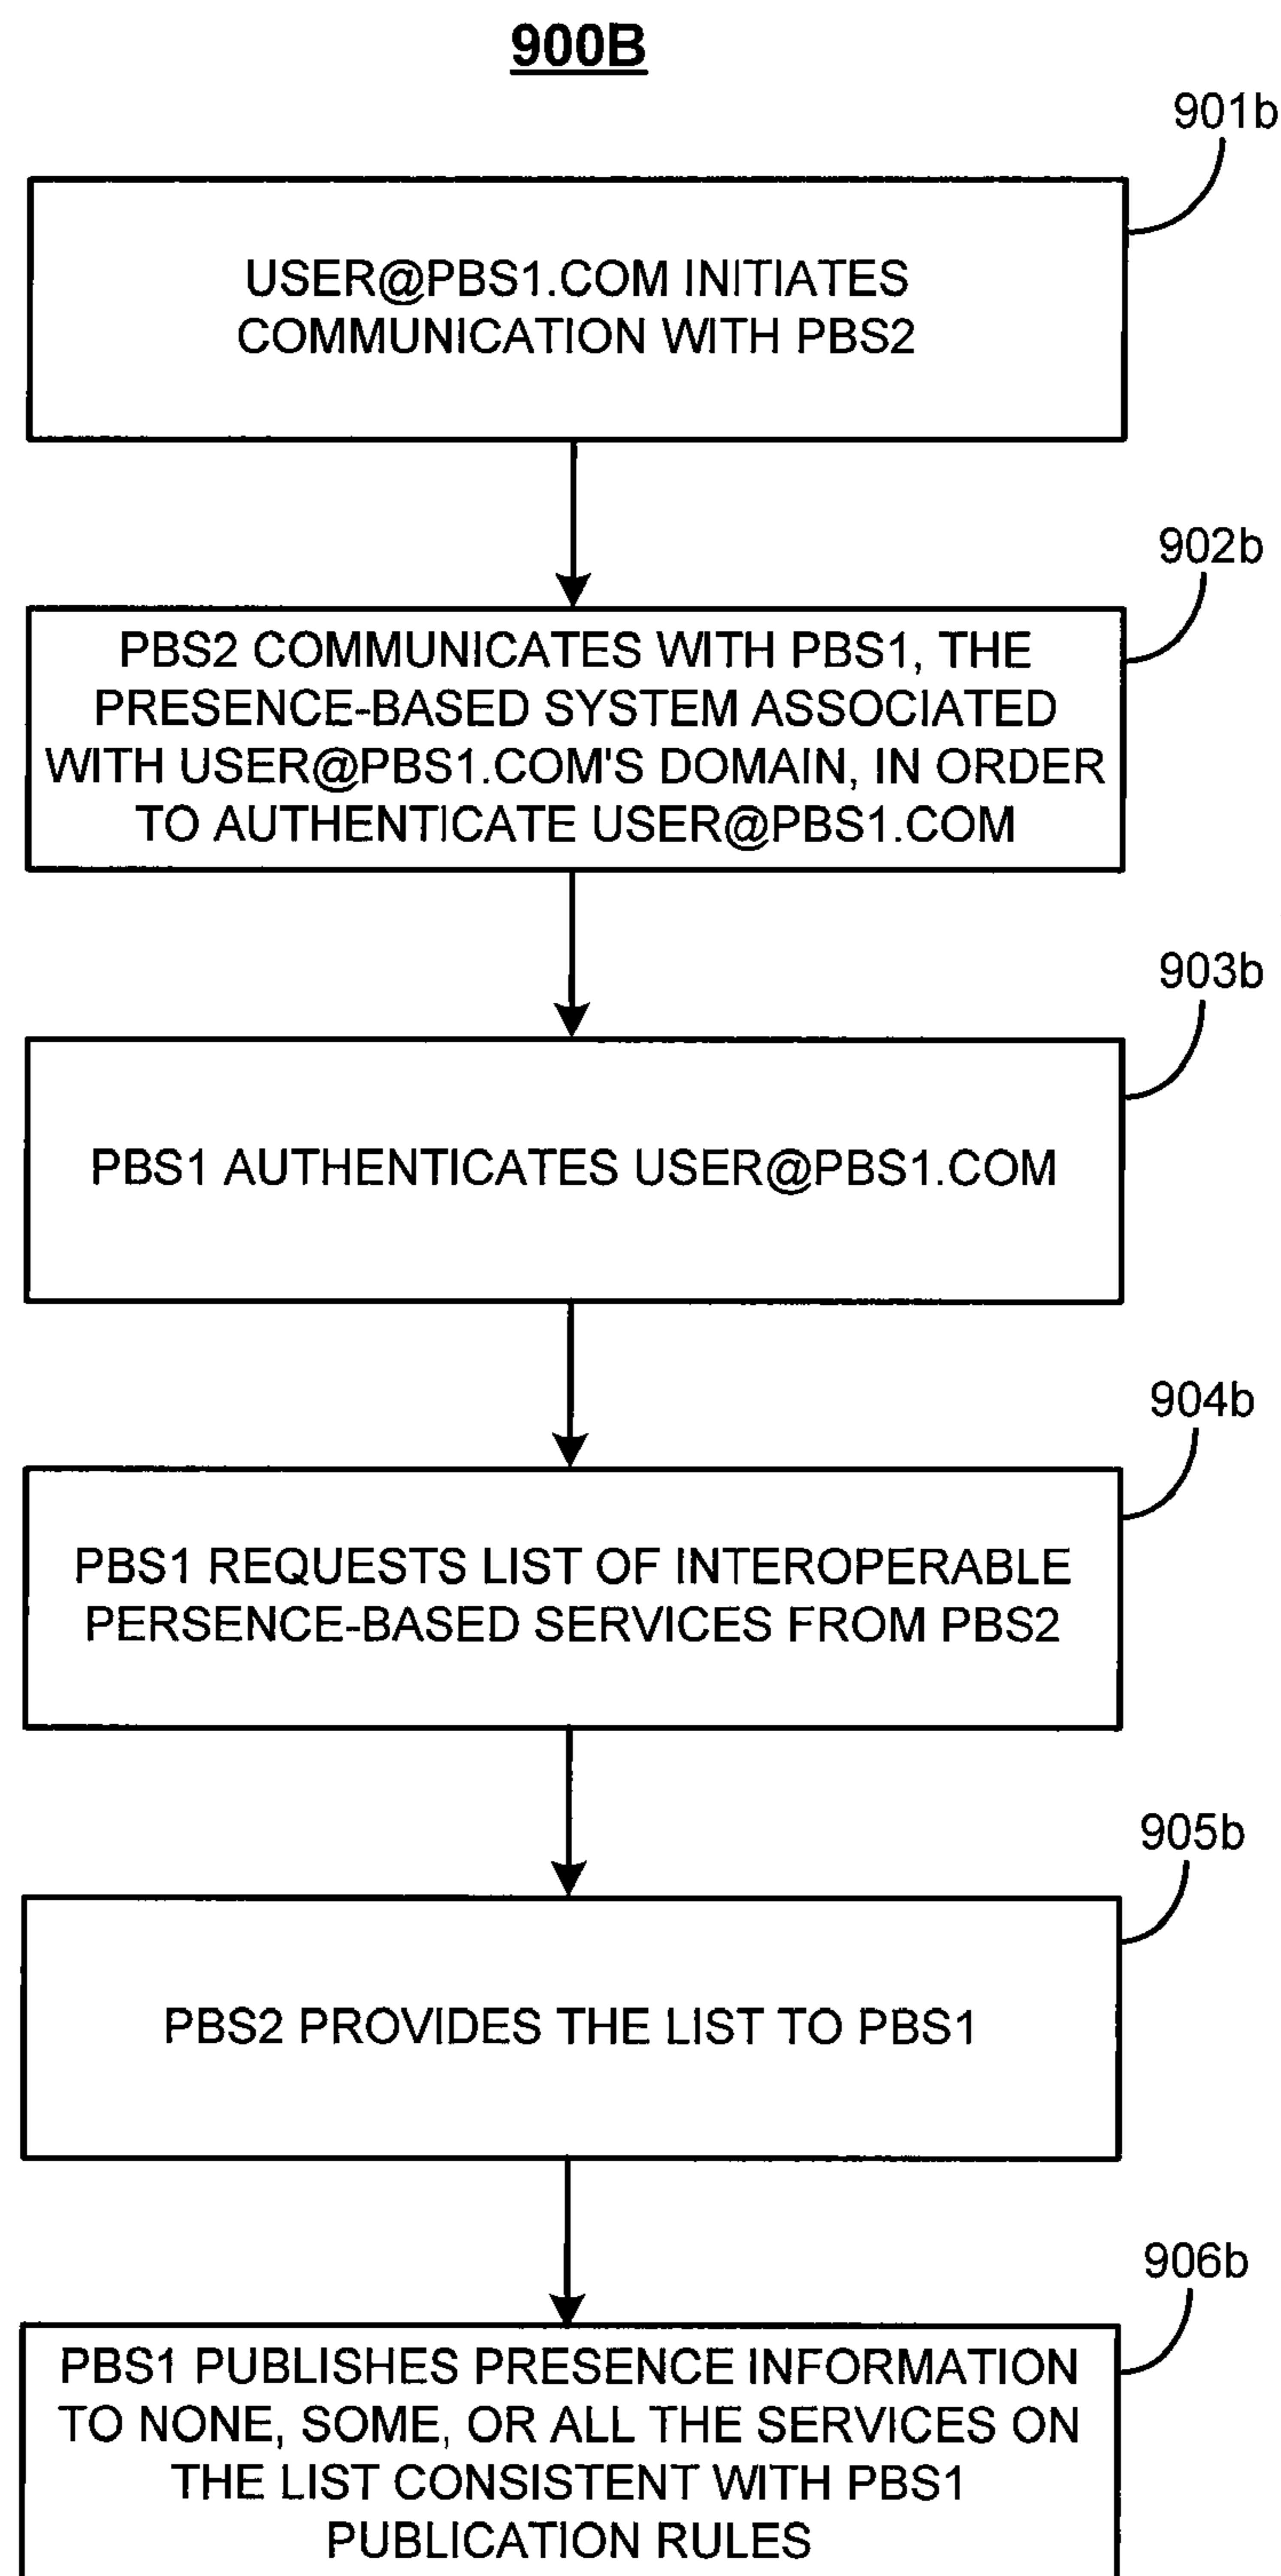 900B
901b
USER@PBS1.COM INITIATES
COMMUNICATION WITH PBS2
902b
PBS2 COMMUNICATES WITH PBS1, THE
PRESENCE-BASED SYSTEM ASSOCIATED
WITH USER@PBS1.COM'S DOMAIN, IN ORDER
TO AUTHENTICATE USER@PBS1.COM
903b
PBS1 AUTHENTICATES USER@PBS1.COM
904b
PBS1 REQUESTS LIST OF INTEROPERABLE
PERSENCE-BASED SERVICES FROM PBS2
905b
PBS2 PROVIDES THE LIST TO PBS1
906b
PBS1 PUBLISHES PRESENCE INFORMATION
TO NONE, SOME, OR ALL THE SERVICES ON
THE LIST CONSISTENT WITH PBS1
PUBLICATION RULES